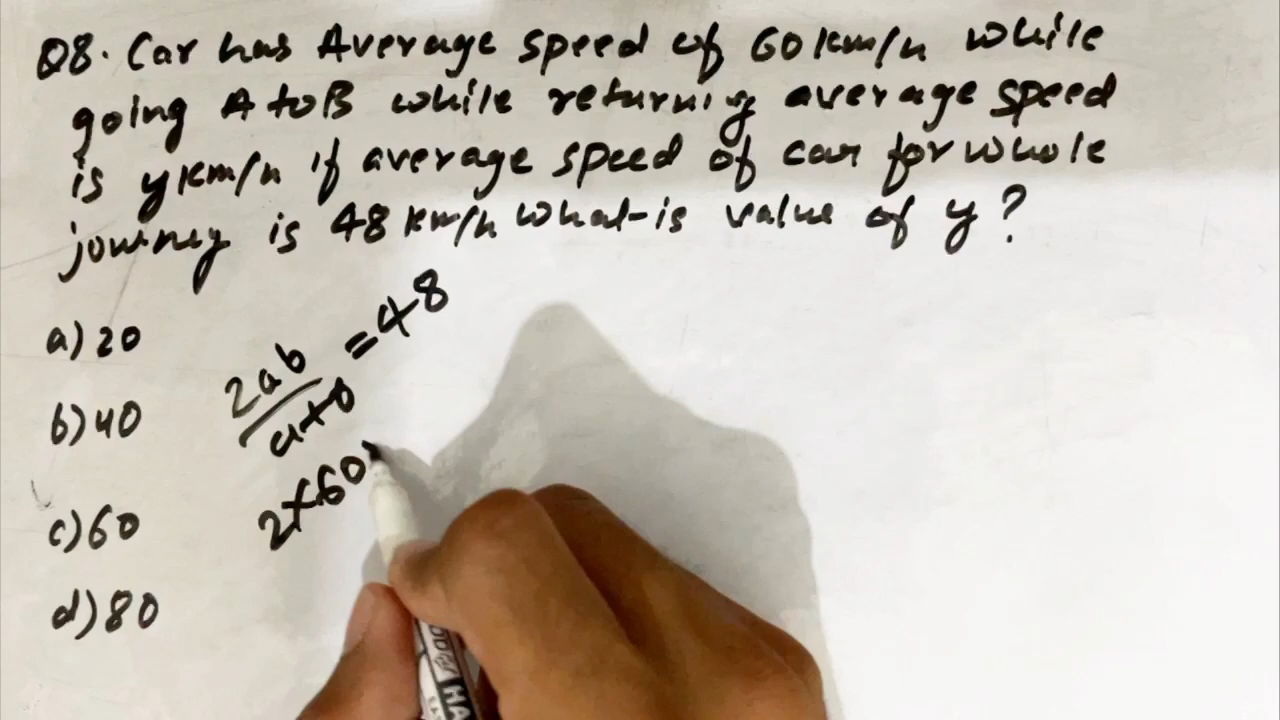 Q8. Car has Average speed of 60km/h while
going A to B while returning average speed
is y km/h if average speed of car for whole
journey is 48 km/h what is value of y?
a) 20
b) 40
c) 60
d) 80
2ab
a+b
= 48
2×60
HA